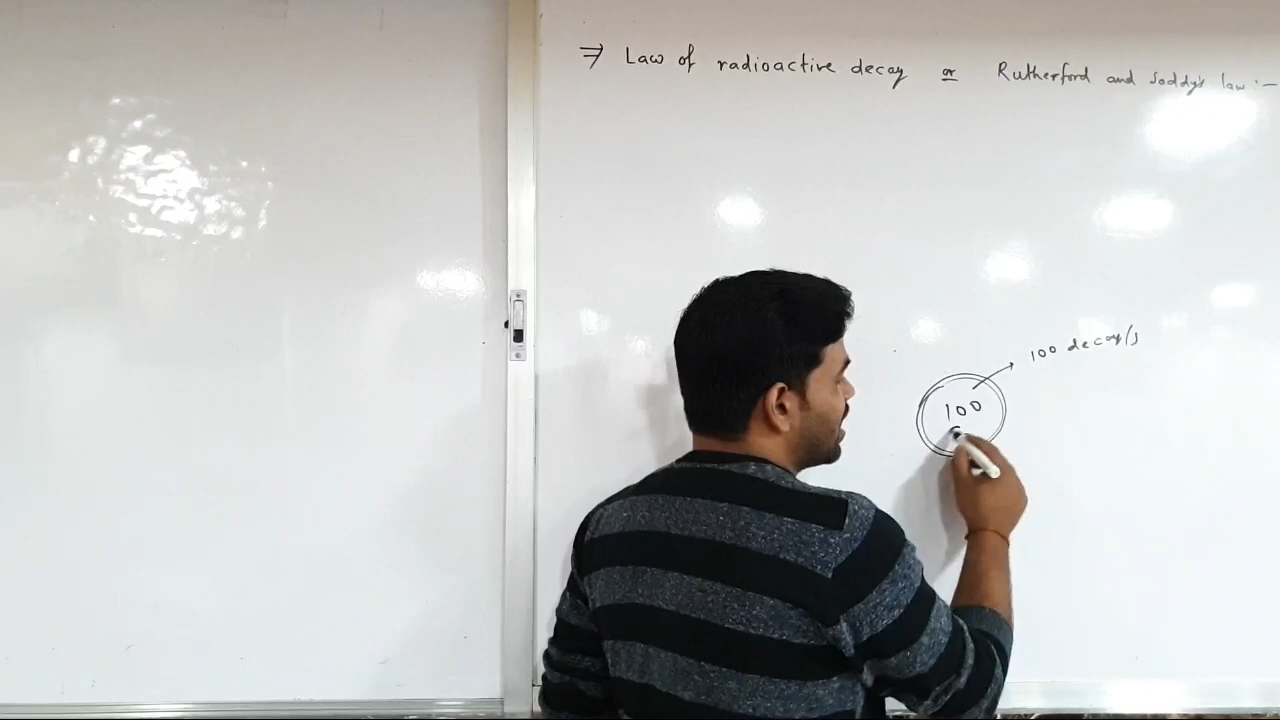 ⇒ Law of radioactive decay or Rutherford and Soddy's law :-
100 decay/s
100